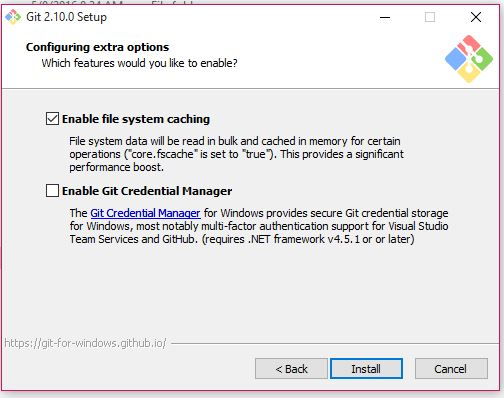 Git 2.10.0 Setup
Configuring extra options
Which features would you like to enable?
Enable file system caching
File system data will be read in bulk and cached in memory for certain
operations ("core.fscache" is set to "true"). This provides a significant
performance boost.
Enable Git Credential Manager
The Git Credential Manager for Windows provides secure Git credential storage
for Windows, most notably multi-factor authentication support for Visual Studio
Team Services and GitHub. (requires .NET framework v4.5.1 or or later)
https://git-for-windows.github.io/
< Back
Install
Cancel